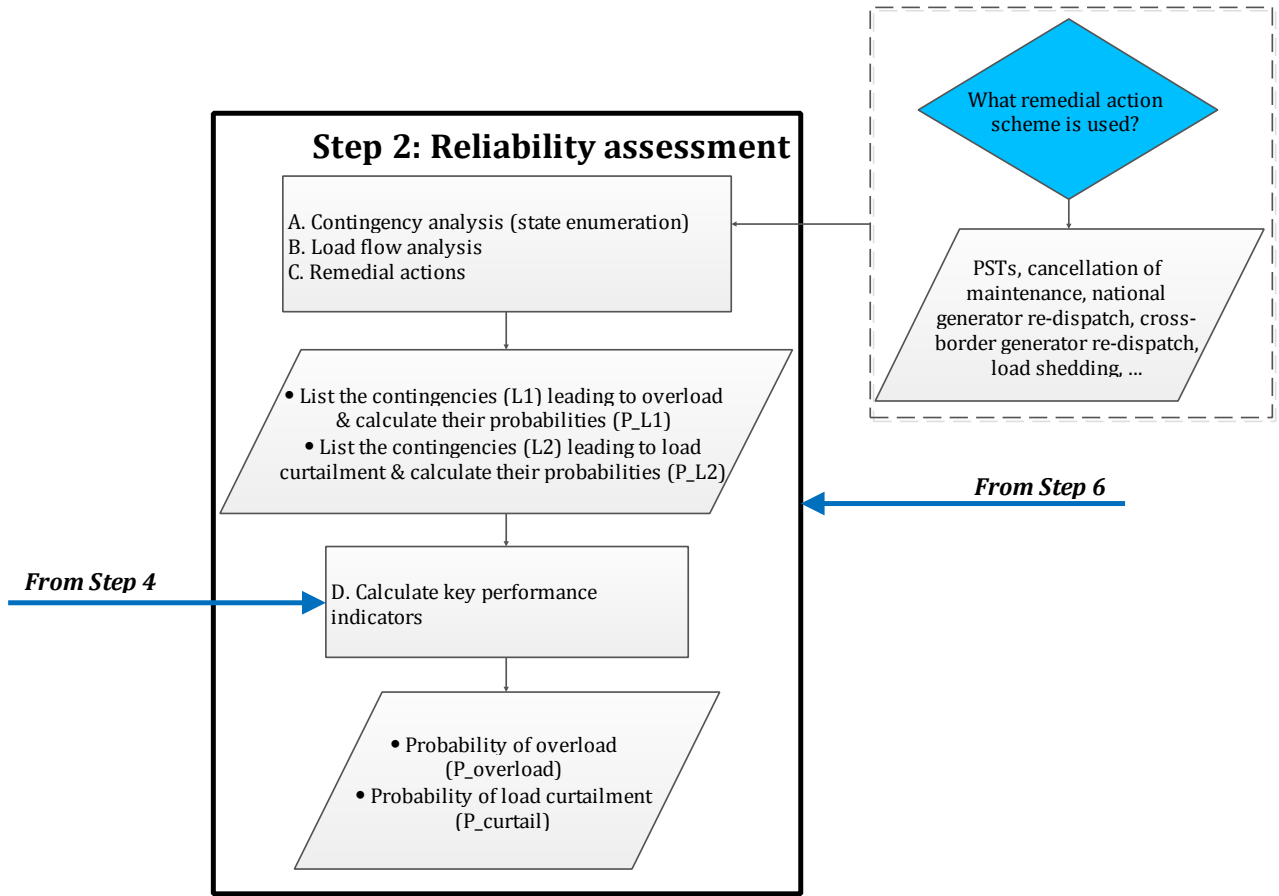 What remedial action
scheme is used?
PSTs, cancellation of
maintenance, national
generator re-dispatch, cross-
border generator re-dispatch,
load shedding, ...
Step 2: Reliability assessment
A. Contingency analysis (state enumeration)
B. Load flow analysis
C. Remedial actions
• List the contingencies (L1) leading to overload
& calculate their probabilities (P_L1)
• List the contingencies (L2) leading to load
curtailment & calculate their probabilities (P_L2)
From Step 6
From Step 4
D. Calculate key performance
indicators
• Probability of overload
(P_overload)
• Probability of load curtailment
(P_curtail)